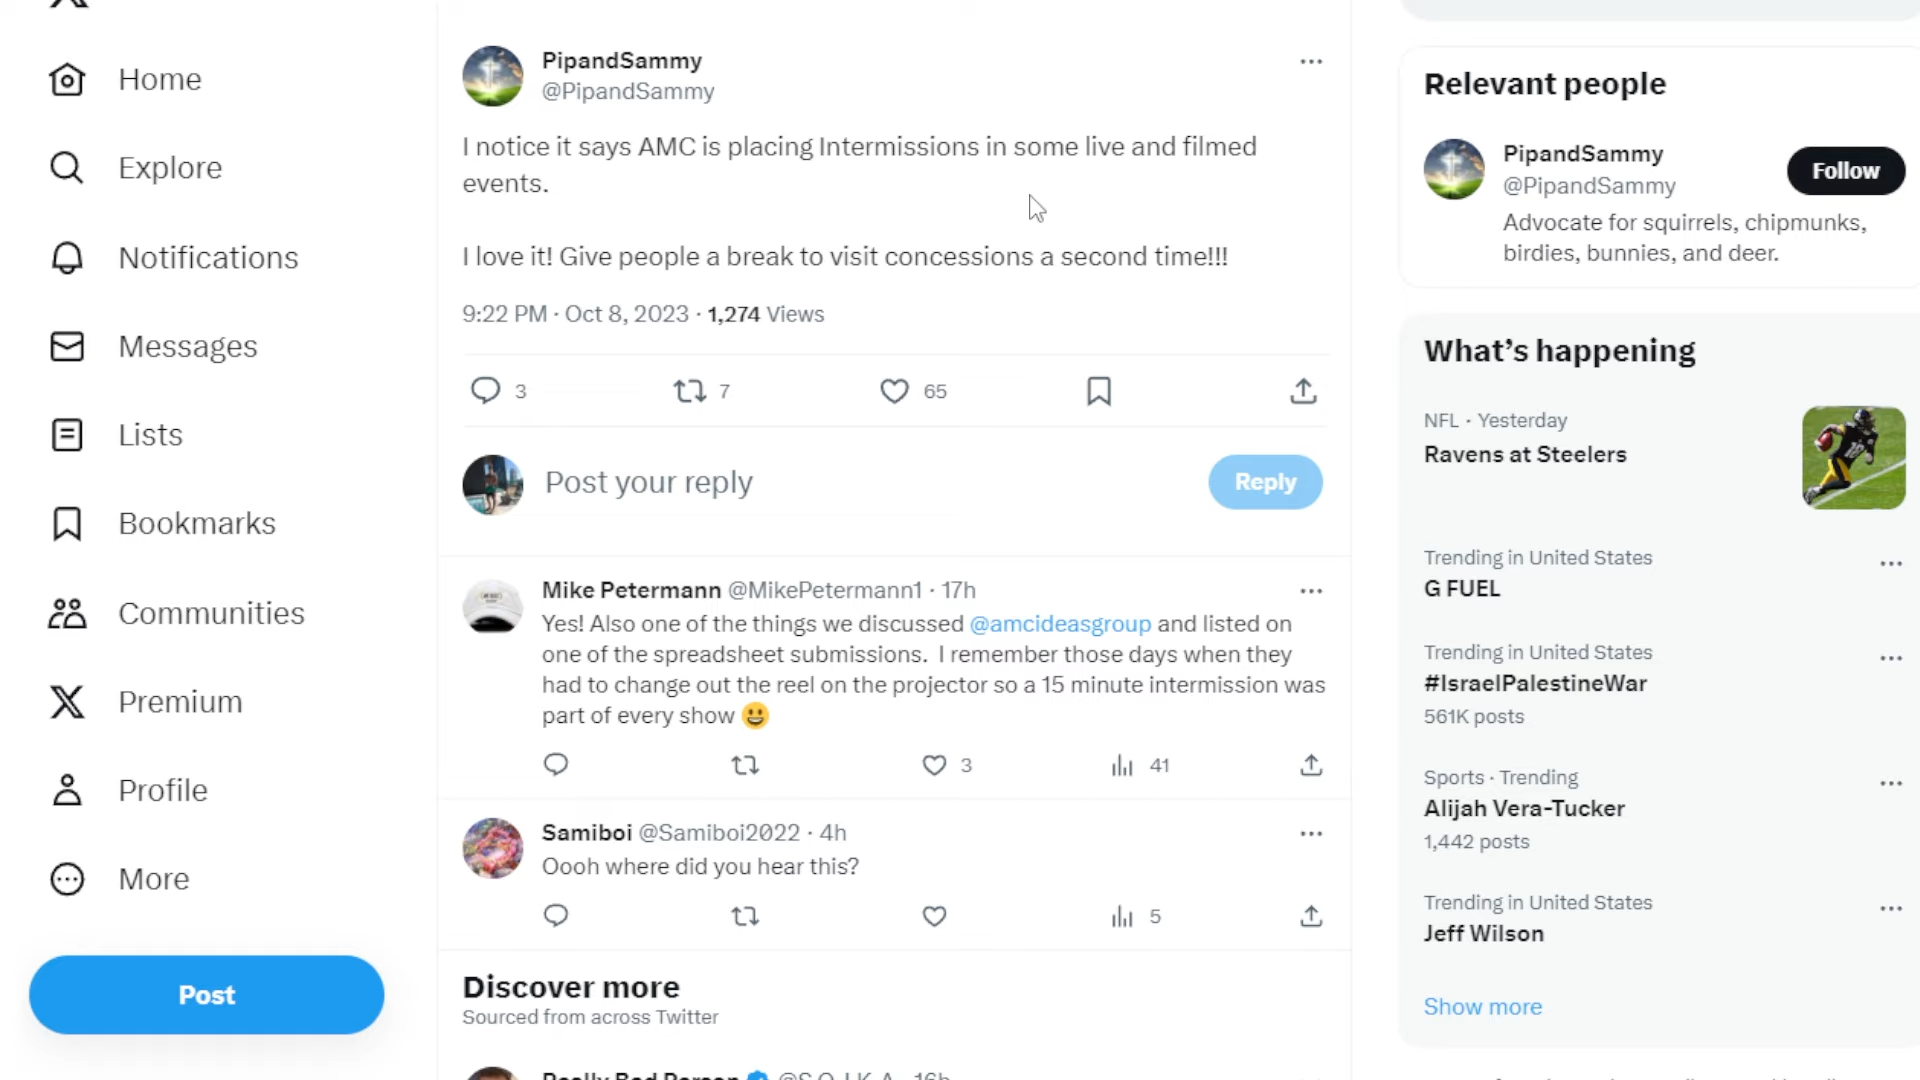 Home
Explore
Notifications
Messages
Lists
Bookmarks
Communities
Premium
Profile
More
Post
PipandSammy
@PipandSammy
I notice it says AMC is placing Intermissions in some live and filmed
events.
I love it! Give people a break to visit concessions a second time!!!
9:22 PM · Oct 8, 2023 · 1,274 Views
3
7
65
Post your reply
Reply
Mike Petermann @MikePetermann1 · 17h
Yes! Also one of the things we discussed @amcideasgroup and listed on
one of the spreadsheet submissions. I remember those days when they
had to change out the reel on the projector so a 15 minute intermission was
part of every show 😀
3
41
Samiboi @Samiboi2022 · 4h
Oooh where did you hear this?
5
Discover more
Sourced from across Twitter
Relevant people
PipandSammy
@PipandSammy
Follow
Advocate for squirrels, chipmunks,
birdies, bunnies, and deer.
What's happening
NFL · Yesterday
Ravens at Steelers
Trending in United States
G FUEL
Trending in United States
#IsraelPalestineWar
561K posts
Sports · Trending
Alijah Vera-Tucker
1,442 posts
Trending in United States
Jeff Wilson
Show more